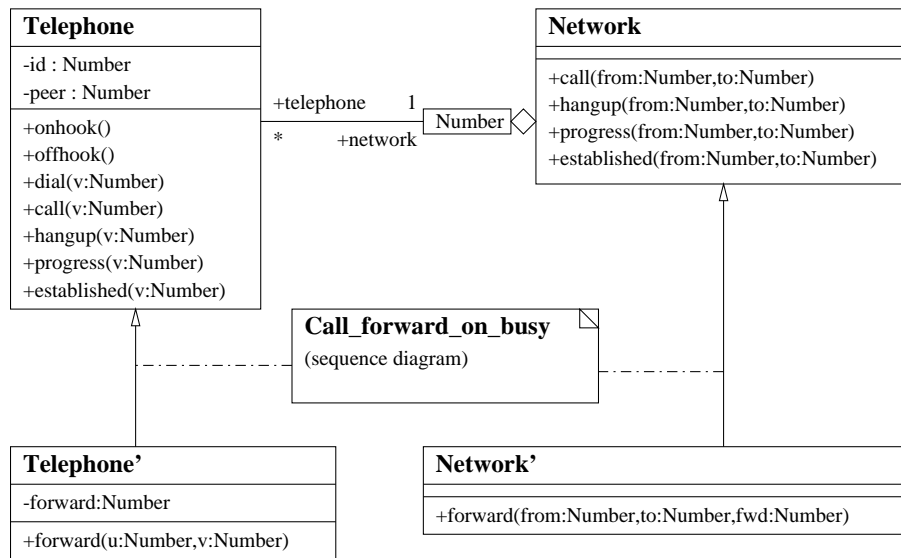 Telephone
-id : Number
-peer : Number
+onhook()
+offhook()
+dial(v:Number)
+call(v:Number)
+hangup(v:Number)
+progress(v:Number)
+established(v:Number)
+telephone
1
*
+network
Number
Network
+call(from:Number,to:Number)
+hangup(from:Number,to:Number)
+progress(from:Number,to:Number)
+established(from:Number,to:Number)
Call_forward_on_busy
(sequence diagram)
Telephone’
-forward:Number
+forward(u:Number,v:Number)
Network’
+forward(from:Number,to:Number,fwd:Number)